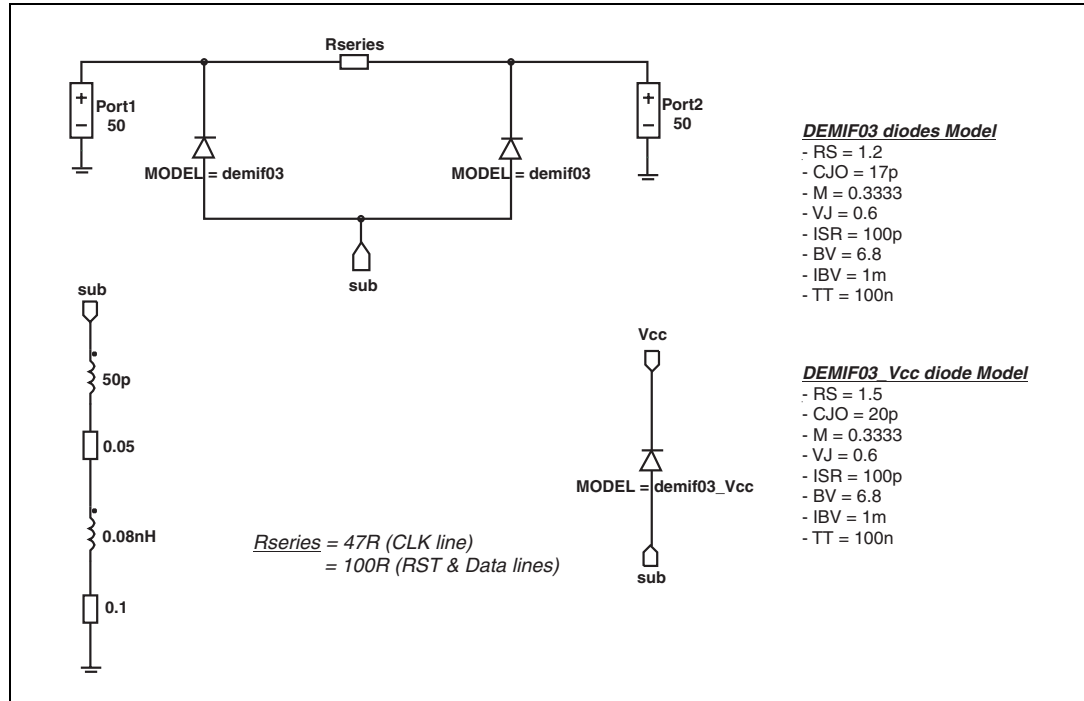 Rseries
Port1
50
Port2
50
MODEL = demif03
MODEL = demif03
sub
sub
50p
0.05
0.08nH
0.1
Rseries = 47R (CLK line)
= 100R (RST & Data lines)
Vcc
MODEL = demif03_Vcc
sub
DEMIF03 diodes Model
- RS = 1.2
- CJO = 17p
- M = 0.3333
- VJ = 0.6
- ISR = 100p
- BV = 6.8
- IBV = 1m
- TT = 100n
DEMIF03_Vcc diode Model
- RS = 1.5
- CJO = 20p
- M = 0.3333
- VJ = 0.6
- ISR = 100p
- BV = 6.8
- IBV = 1m
- TT = 100n